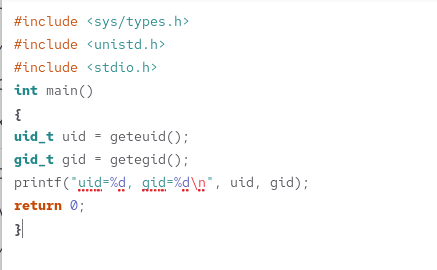 #include <sys/types.h>
#include <unistd.h>
#include <stdio.h>
int main()
{
uid_t uid = geteuid();
gid_t gid = getegid();
printf("uid=%d, gid=%d\n", uid, gid);
return 0;
}